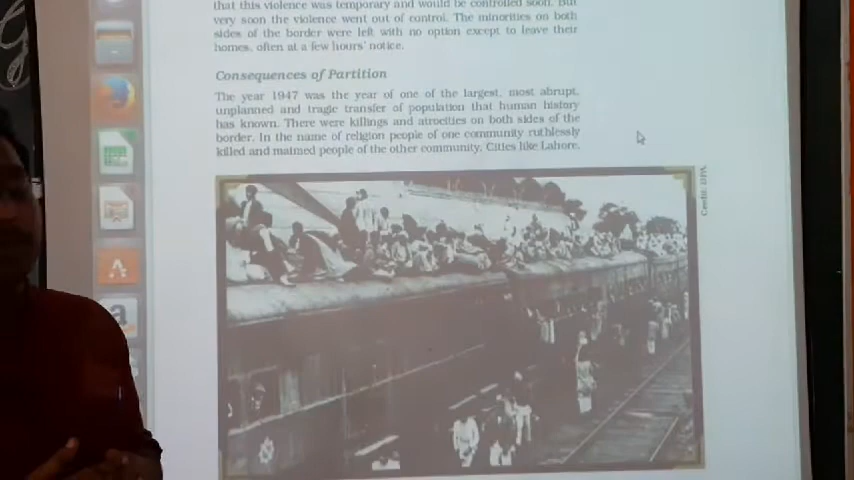 that this violence was temporary and would be controlled soon. But
very soon the violence went out of control. The minorities on both
sides of the border were left with no option except to leave their
homes, often at a few hours' notice.
Consequences of Partition
The year 1947 was the year of one of the largest, most abrupt,
unplanned and tragic transfer of population that human history
has known. There were killings and atrocities on both sides of the
border. In the name of religion people of one community ruthlessly
killed and maimed people of the other community. Cities like Lahore,
Credit: DPA